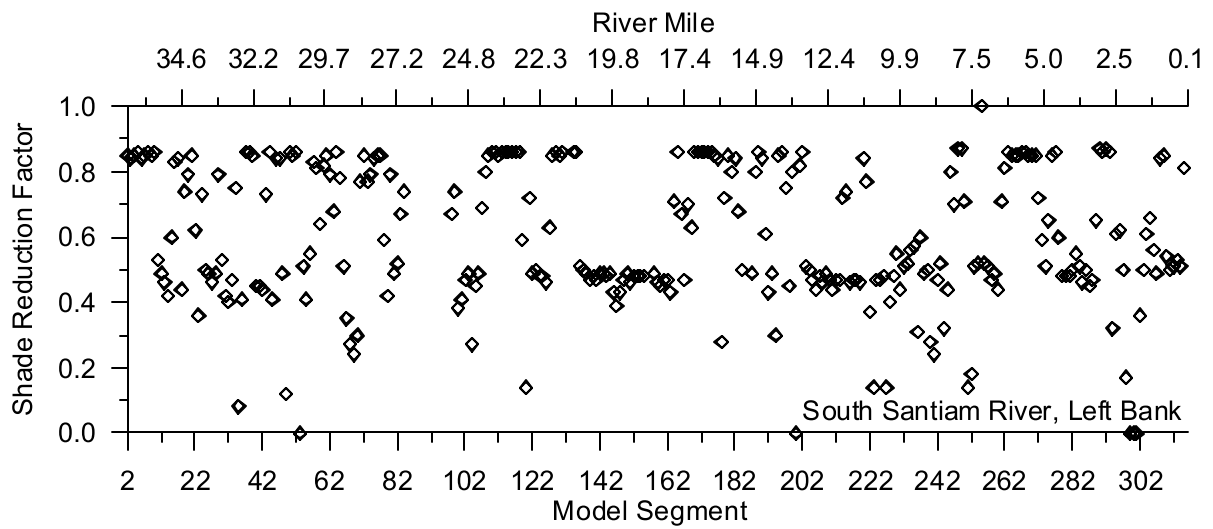 River Mile
34.6 32.2 29.7 27.2 24.8 22.3 19.8 17.4 14.9 12.4 9.9 7.5 5.0 2.5 0.1
Shade Reduction Factor
1.0
0.8
0.6
0.4
0.2
0.0
South Santiam River, Left Bank
2 22 42 62 82 102 122 142 162 182 202 222 242 262 282 302
Model Segment